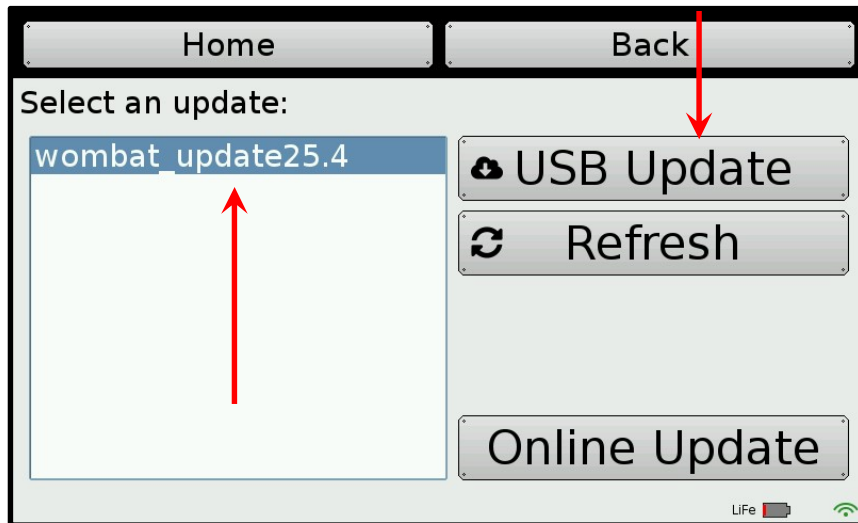 Home
Back
Select an update:
wombat_update25.4
USB Update
Refresh
Online Update
LiFe